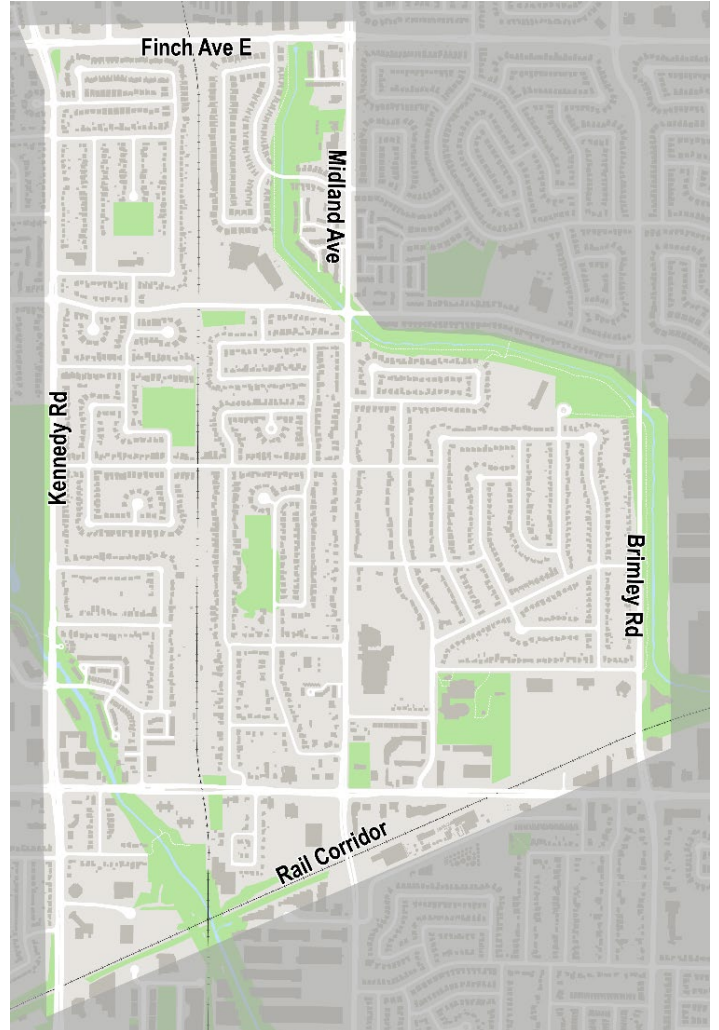 Finch Ave E
Midland Ave
Kennedy Rd
Brimley Rd
Rail Corridor